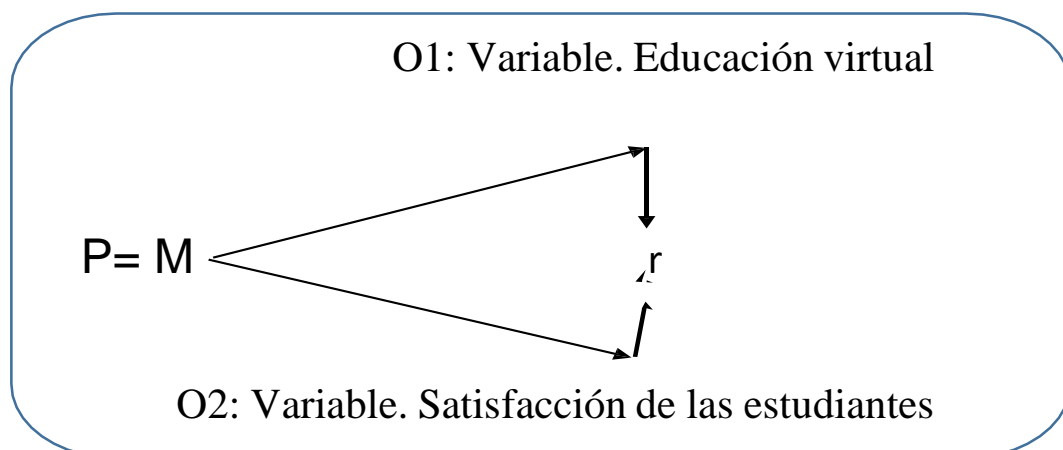 O1: Variable. Educación virtual
P= M
r
O2: Variable. Satisfacción de las estudiantes